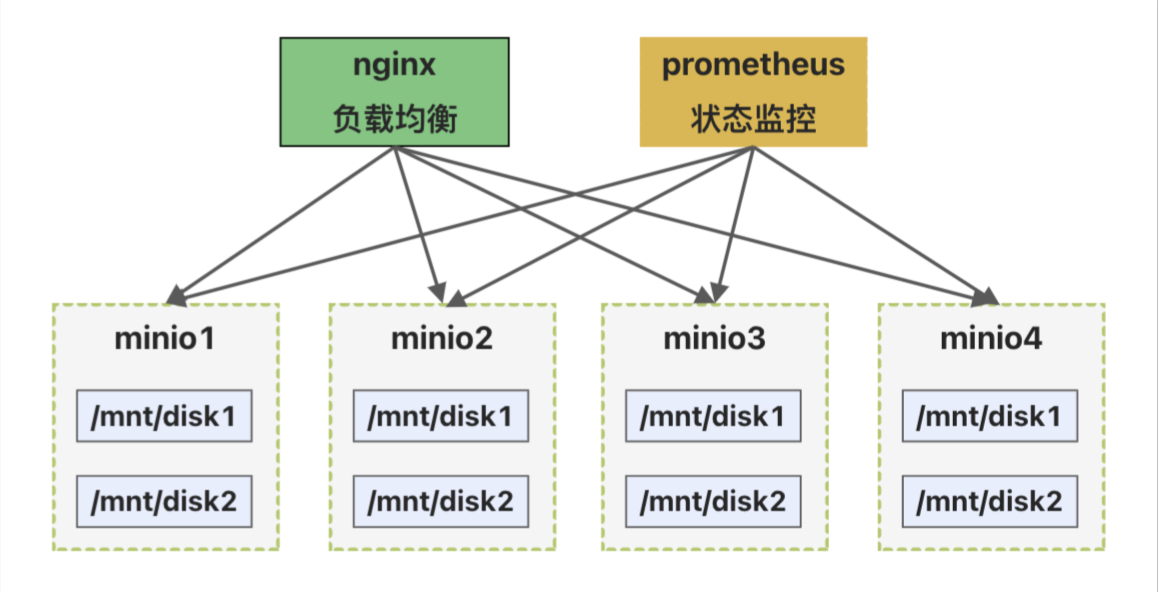 nginx
负载均衡
prometheus
状态监控
minio1
/mnt/disk1
/mnt/disk2
minio2
/mnt/disk1
/mnt/disk2
minio3
/mnt/disk1
/mnt/disk2
minio4
/mnt/disk1
/mnt/disk2